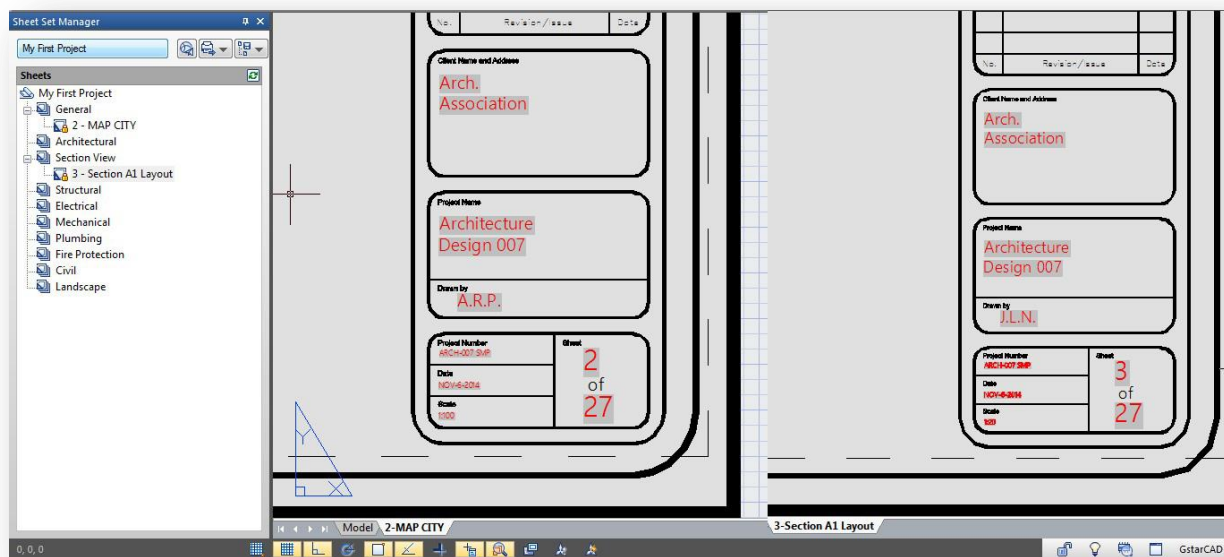 Sheet Set Manager
My First Project
Sheets
My First Project
General
2 - MAP CITY
Architectural
Section View
3 - Section A1 Layout
Structural
Electrical
Mechanical
Plumbing
Fire Protection
Civil
Landscape
No. Revision/Issue Date
Client Name and Address
Arch.
Association
Project Name
Architecture
Design 007
Drawn by
A.R.P.
Project Number
ARCH-007 SMP
Date
NOV-6-2014
Scale
1:100
Sheet
2
of
27
Y
X
Model
2-MAP CITY
No. Revision/Issue Date
Client Name and Address
Arch.
Association
Project Name
Architecture
Design 007
Drawn by
J.L.N.
Project Number
ARCH-007 SMP
Date
NOV-6-2014
Scale
1:20
Sheet
3
of
27
3-Section A1 Layout
0, 0, 0
GstarCAD